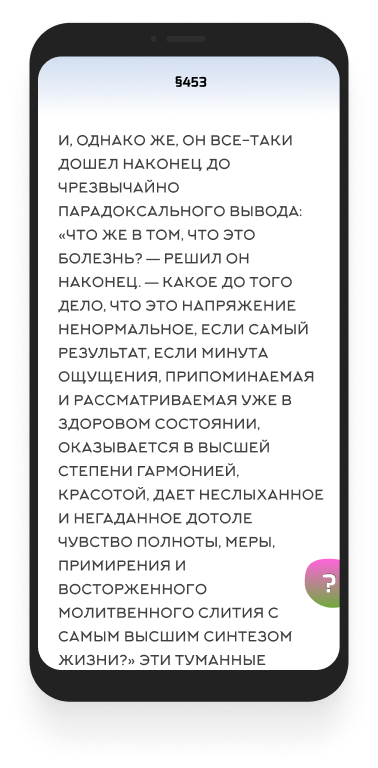 §453
И, ОДНАКО ЖЕ, ОН ВСЕ-ТАКИ
ДОШЕЛ НАКОНЕЦ ДО
ЧРЕЗВЫЧАЙНО
ПАРАДОКСАЛЬНОГО ВЫВОДА:
«ЧТО ЖЕ В ТОМ, ЧТО ЭТО
БОЛЕЗНЬ? — РЕШИЛ ОН
НАКОНЕЦ. — КАКОЕ ДО ТОГО
ДЕЛО, ЧТО ЭТО НАПРЯЖЕНИЕ
НЕНОРМАЛЬНОЕ, ЕСЛИ САМЫЙ
РЕЗУЛЬТАТ, ЕСЛИ МИНУТА
ОЩУЩЕНИЯ, ПРИПОМИНАЕМАЯ
И РАССМАТРИВАЕМАЯ УЖЕ В
ЗДОРОВОМ СОСТОЯНИИ,
ОКАЗЫВАЕТСЯ В ВЫСШЕЙ
СТЕПЕНИ ГАРМОНИЕЙ,
КРАСОТОЙ, ДАЕТ НЕСЛЫХАННОЕ
И НЕГАДАННОЕ ДОТОЛЕ
ЧУВСТВО ПОЛНОТЫ, МЕРЫ,
ПРИМИРЕНИЯ И
ВОСТОРЖЕННОГО
МОЛИТВЕННОГО СЛИТИЯ С
САМЫМ ВЫСШИМ СИНТЕЗОМ
ЖИЗНИ?» ЭТИ ТУМАННЫЕ
?